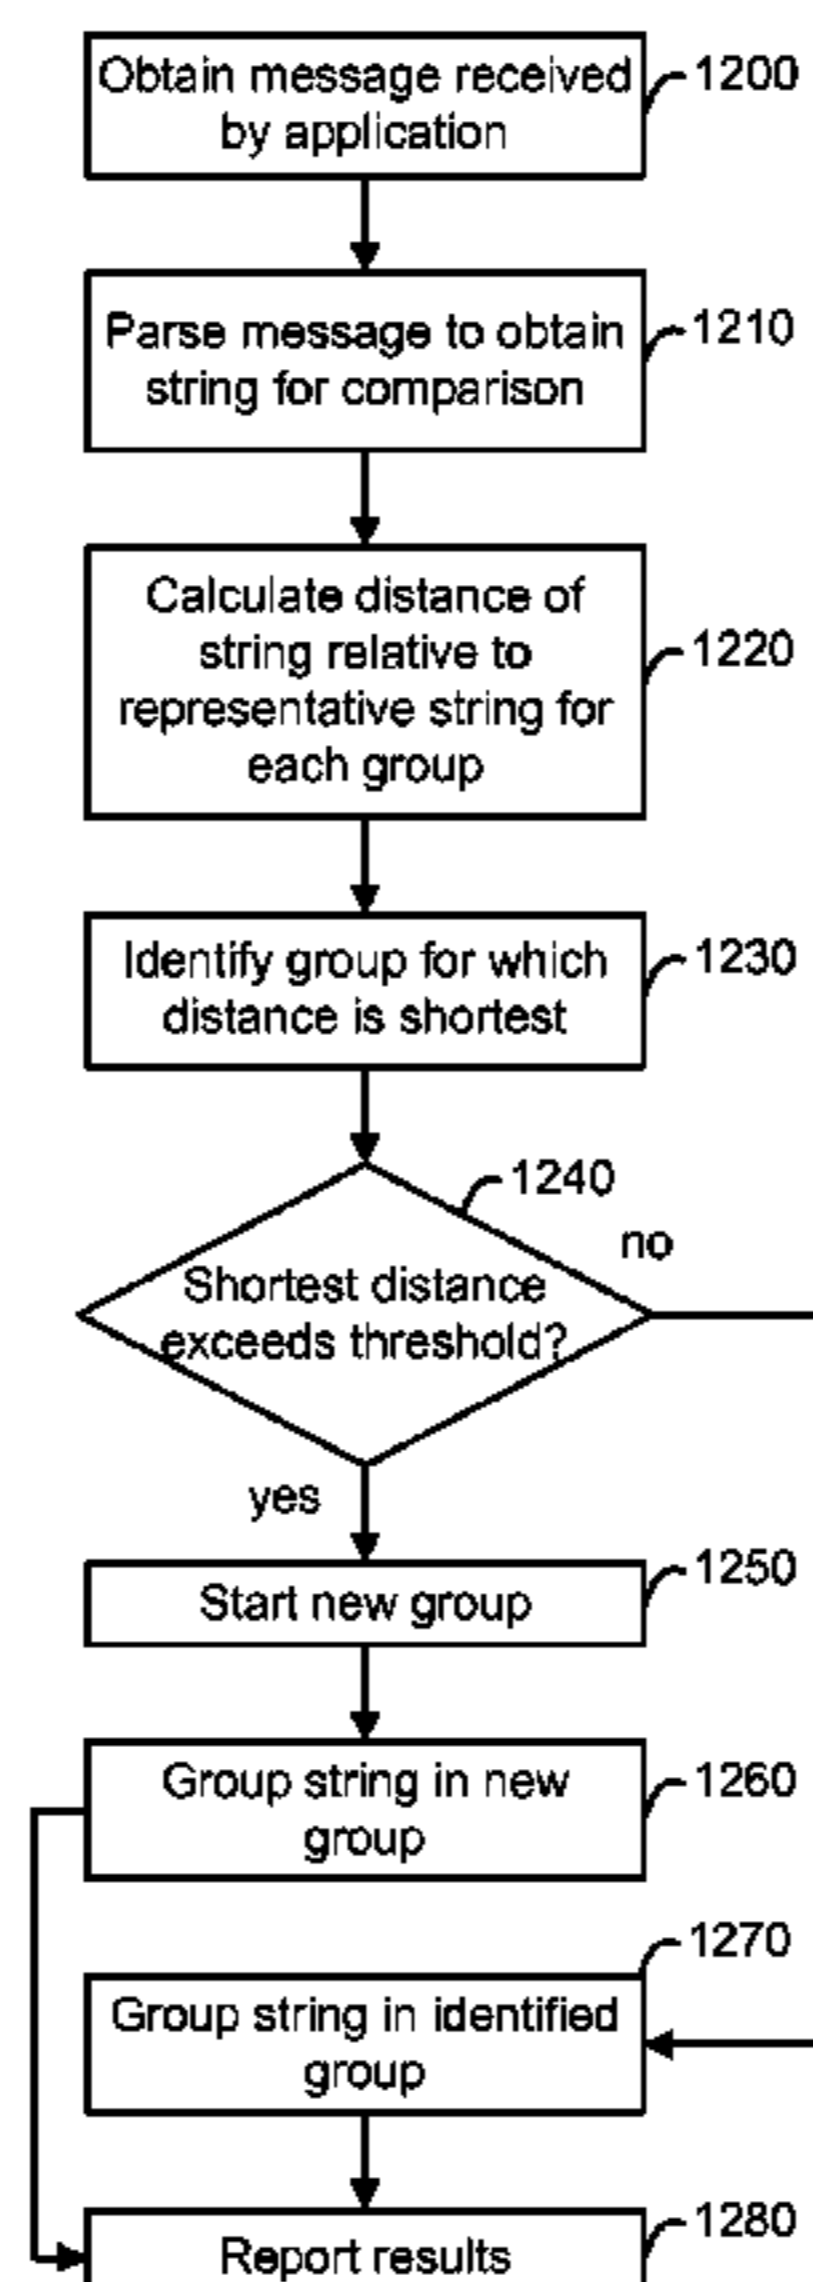 Obtain message received
by application
1200
Parse message to obtain
string for comparison
1210
Calculate distance of
string relative to
representative string for
each group
1220
Identify group for which
distance is shortest
1230
1240
no
Shortest distance
exceeds threshold?
yes
Start new group
1250
Group string in new
group
1260
1270
Group string in identified
group
Report results
1280